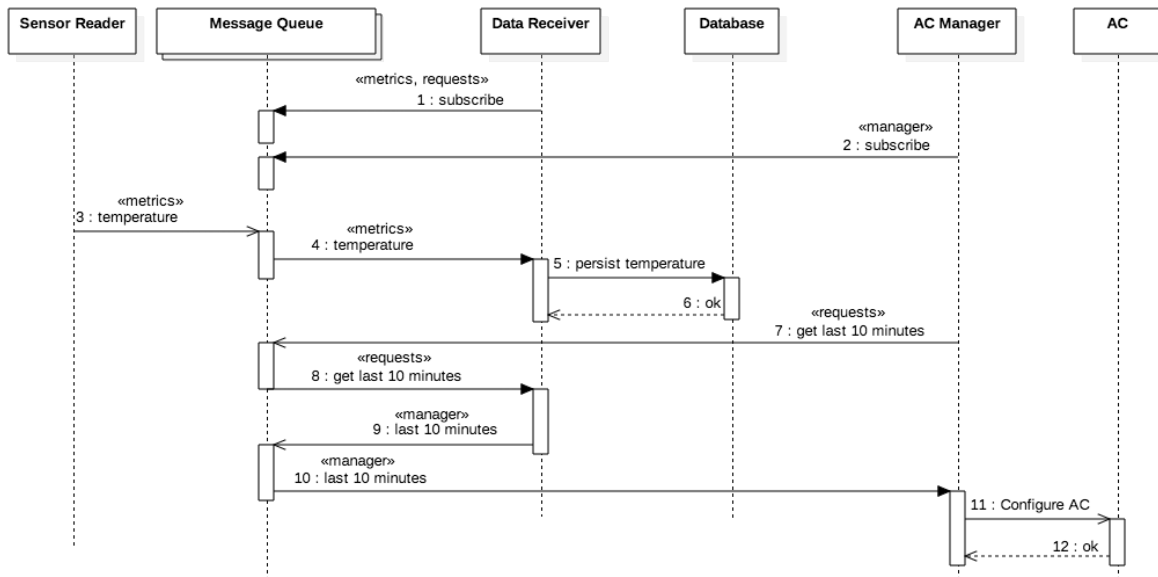 Sensor Reader
Message Queue
Data Receiver
Database
AC Manager
AC
«metrics, requests»
1 : subscribe
«manager»
2 : subscribe
«metrics»
3 : temperature
«metrics»
4 : temperature
5 : persist temperature
6 : ok
«requests»
7 : get last 10 minutes
«requests»
8 : get last 10 minutes
«manager»
9 : last 10 minutes
«manager»
10 : last 10 minutes
11 : Configure AC
12 : ok